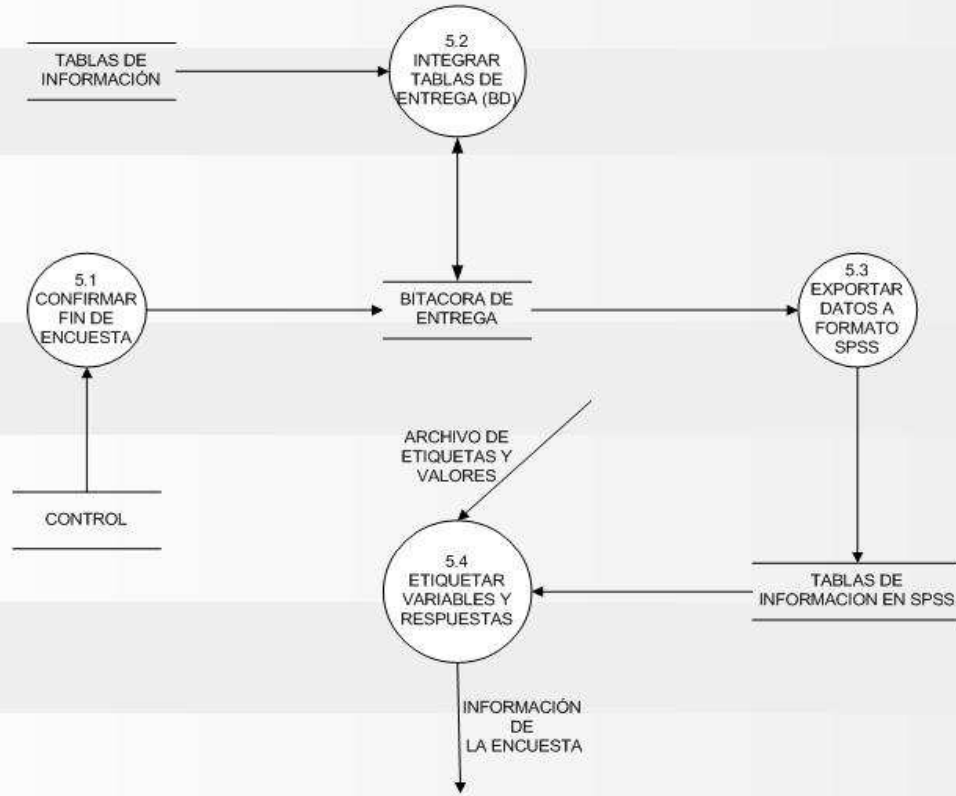 TABLAS DE
INFORMACIÓN
5.2
INTEGRAR
TABLAS DE
ENTREGA (BD)
5.1
CONFIRMAR
FIN DE
ENCUESTA
BITACORA DE
ENTREGA
5.3
EXPORTAR
DATOS A
FORMATO
SPSS
ARCHIVO DE
ETIQUETAS Y
VALORES
CONTROL
5.4
ETIQUETAR
VARIABLES Y
RESPUESTAS
TABLAS DE
INFORMACION EN SPSS
INFORMACIÓN
DE
LA ENCUESTA